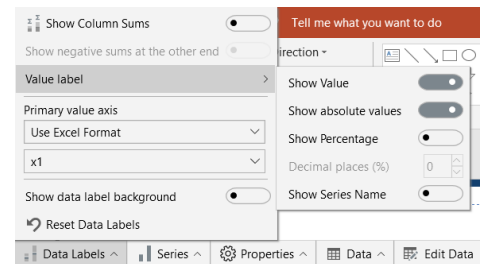 Show Column Sums
Tell me what you want to do
Show negative sums at the other end
Direction
Value label
Show Value
Show absolute values
Primary value axis
Use Excel Format
Show Percentage
x1
Decimal places (%)
0
Show data label background
Show Series Name
Reset Data Labels
Data Labels
Series
Properties
Data
Edit Data